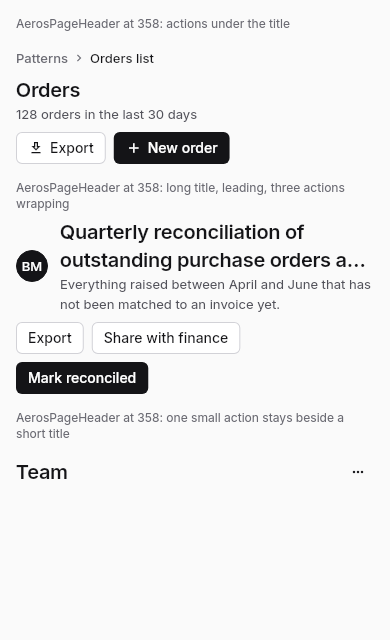 AerosPageHeader at 358: actions under the title
Patterns > Orders list
Orders
128 orders in the last 30 days
Export
New order
AerosPageHeader at 358: long title, leading, three actions
wrapping
Quarterly reconciliation of
BM
outstanding purchase orders a...
Everything raised between April and June that has
not been matched to an invoice yet.
Export
Share with finance
Mark reconciled
AerosPageHeader at 358: one small action stays beside a
short title
Team